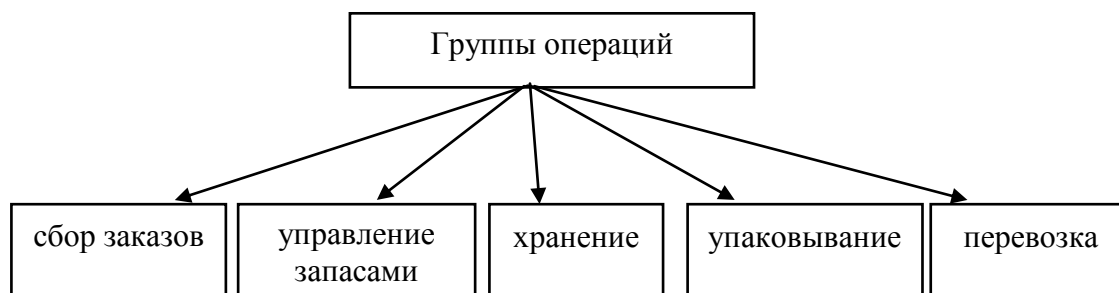 Группы операций
сбор заказов
управление
запасами
хранение
упаковывание
перевозка